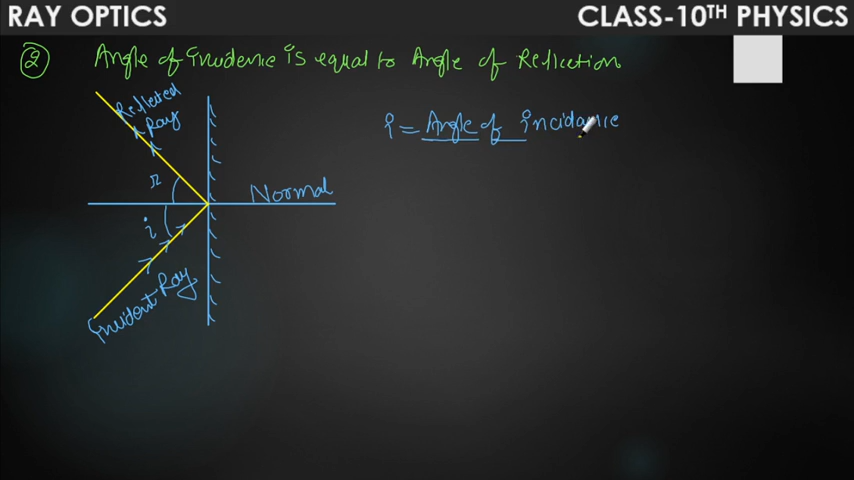 RAY OPTICS
CLASS-10TH PHYSICS
② Angle of incidence is equal to Angle of Reflection
i = Angle of incidance
Reflected
Ray
r
Normal
i
incident Ray